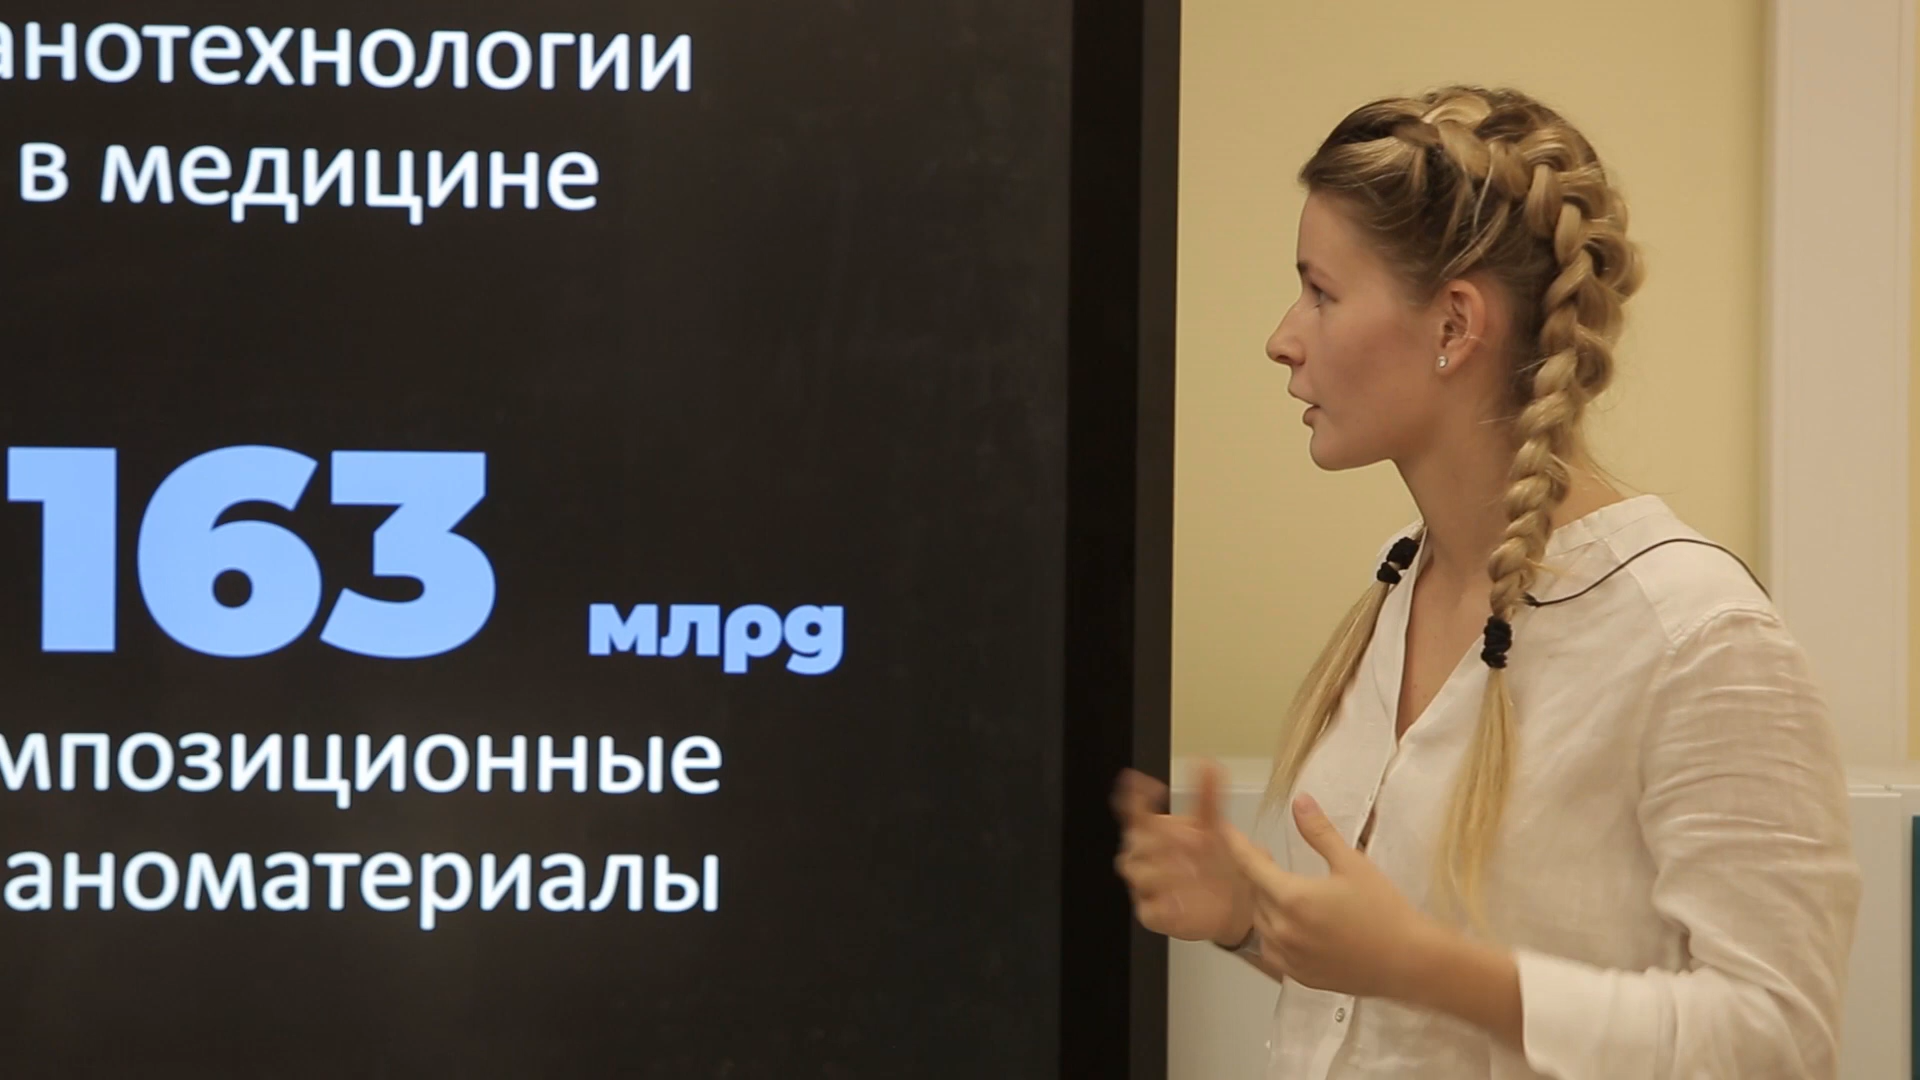 анотехнологии
в медицине
163 млрд
мпозиционные
аноматериалы